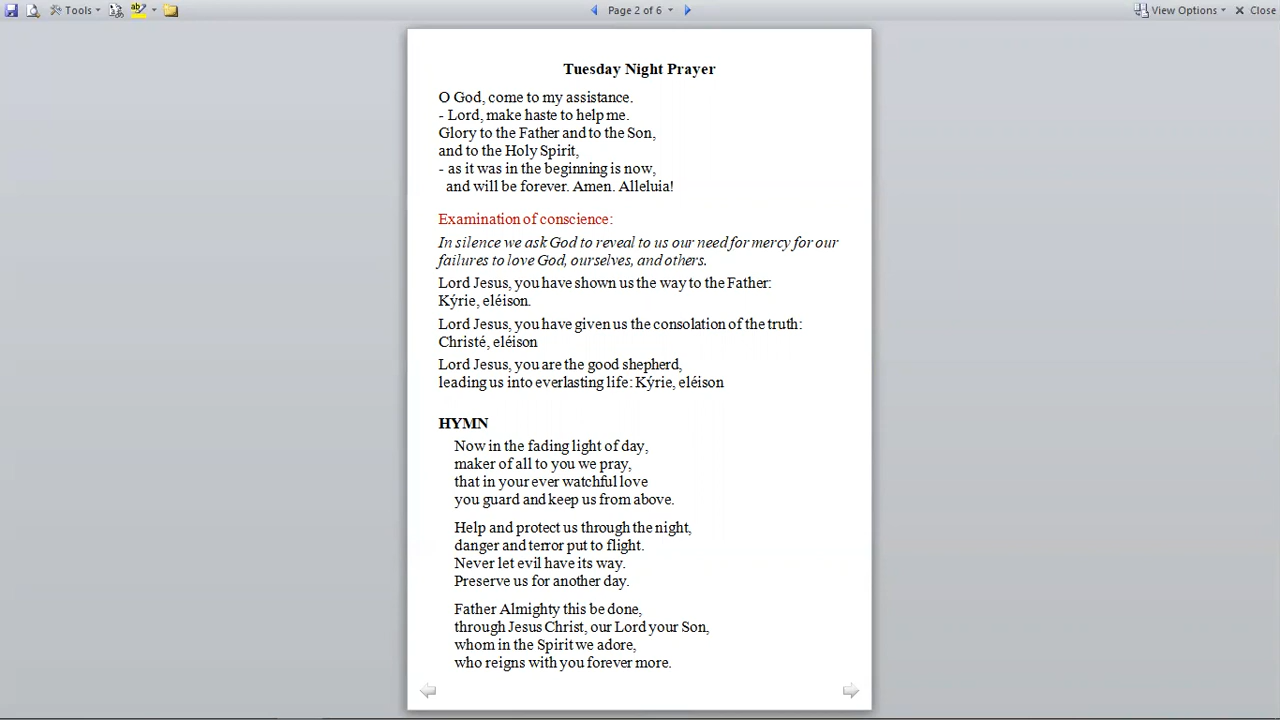 Tools
Page 2 of 6
View Options
Close
Tuesday Night Prayer
O God, come to my assistance.
- Lord, make haste to help me.
Glory to the Father and to the Son,
and to the Holy Spirit,
- as it was in the beginning is now,
and will be forever. Amen. Alleluia!
Examination of conscience:
In silence we ask God to reveal to us our need for mercy for our
failures to love God, ourselves, and others.
Lord Jesus, you have shown us the way to the Father:
Kýrie, eléison.
Lord Jesus, you have given us the consolation of the truth:
Christé, eléison
Lord Jesus, you are the good shepherd,
leading us into everlasting life: Kýrie, eléison
HYMN
Now in the fading light of day,
maker of all to you we pray,
that in your ever watchful love
you guard and keep us from above.
Help and protect us through the night,
danger and terror put to flight.
Never let evil have its way.
Preserve us for another day.
Father Almighty this be done,
through Jesus Christ, our Lord your Son,
whom in the Spirit we adore,
who reigns with you forever more.